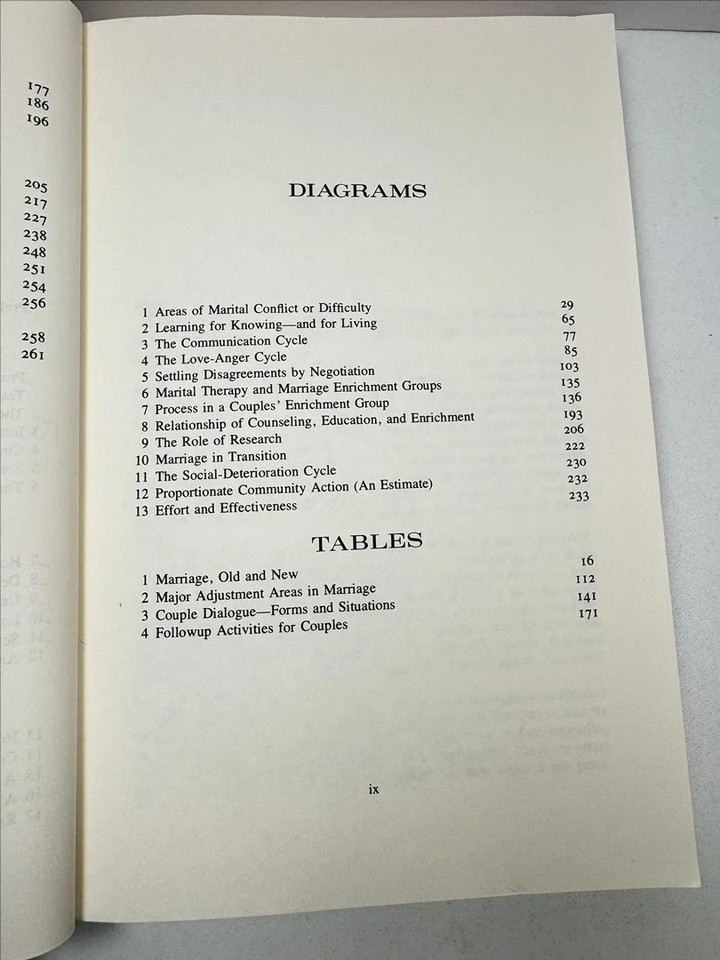 177
186
196
205
217
227
238
248
251
254
256
258
261
DIAGRAMS
1 Areas of Marital Conflict or Difficulty 29
2 Learning for Knowing—and for Living 65
3 The Communication Cycle 77
4 The Love-Anger Cycle 85
5 Settling Disagreements by Negotiation 103
6 Marital Therapy and Marriage Enrichment Groups 135
7 Process in a Couples' Enrichment Group 136
8 Relationship of Counseling, Education, and Enrichment 193
9 The Role of Research 206
10 Marriage in Transition 222
11 The Social-Deterioration Cycle 230
12 Proportionate Community Action (An Estimate) 232
13 Effort and Effectiveness 233
TABLES
1 Marriage, Old and New 16
2 Major Adjustment Areas in Marriage 112
3 Couple Dialogue—Forms and Situations 141
4 Followup Activities for Couples 171
ix